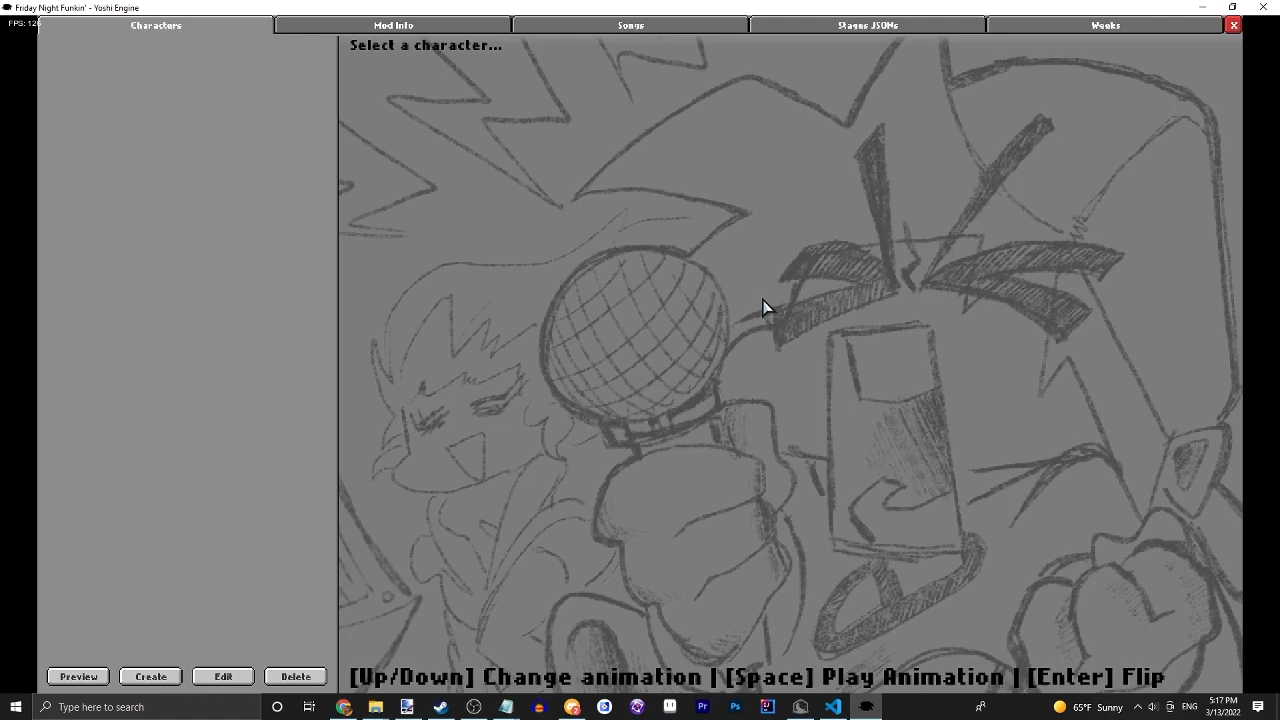 Friday Night Funkin' - Yoshi Engine
FPS: 126
Characters
Mod Info
Songs
Stages JSONs
Weeks
X
Select a character...
Preview
Create
Edit
Delete
[Up/Down] Change animation | [Space] Play Animation | [Enter] Flip
Type here to search
65°F Sunny
ENG
5:17 PM
3/13/2022